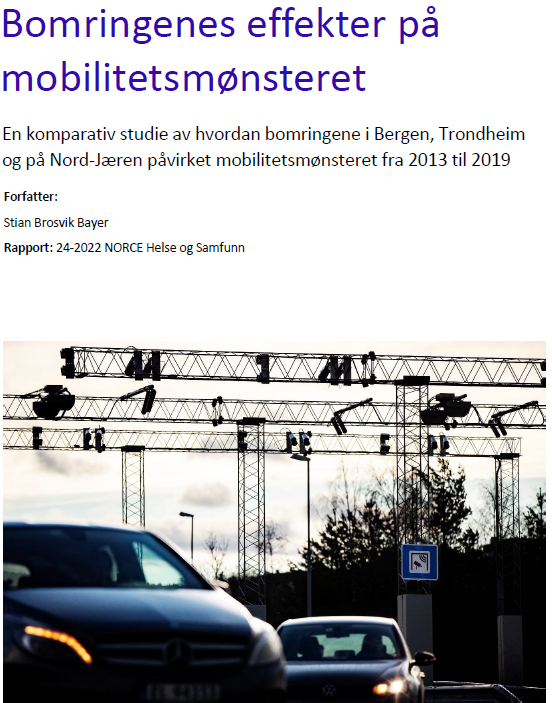 Bomringenes effekter på
mobilitetsmønsteret
En komparativ studie av hvordan bomringene i Bergen, Trondheim
og på Nord-Jæren påvirket mobilitetsmønsteret fra 2013 til 2019
Forfatter:
Stian Brosvik Bayer
Rapport: 24-2022 NORCE Helse og Samfunn